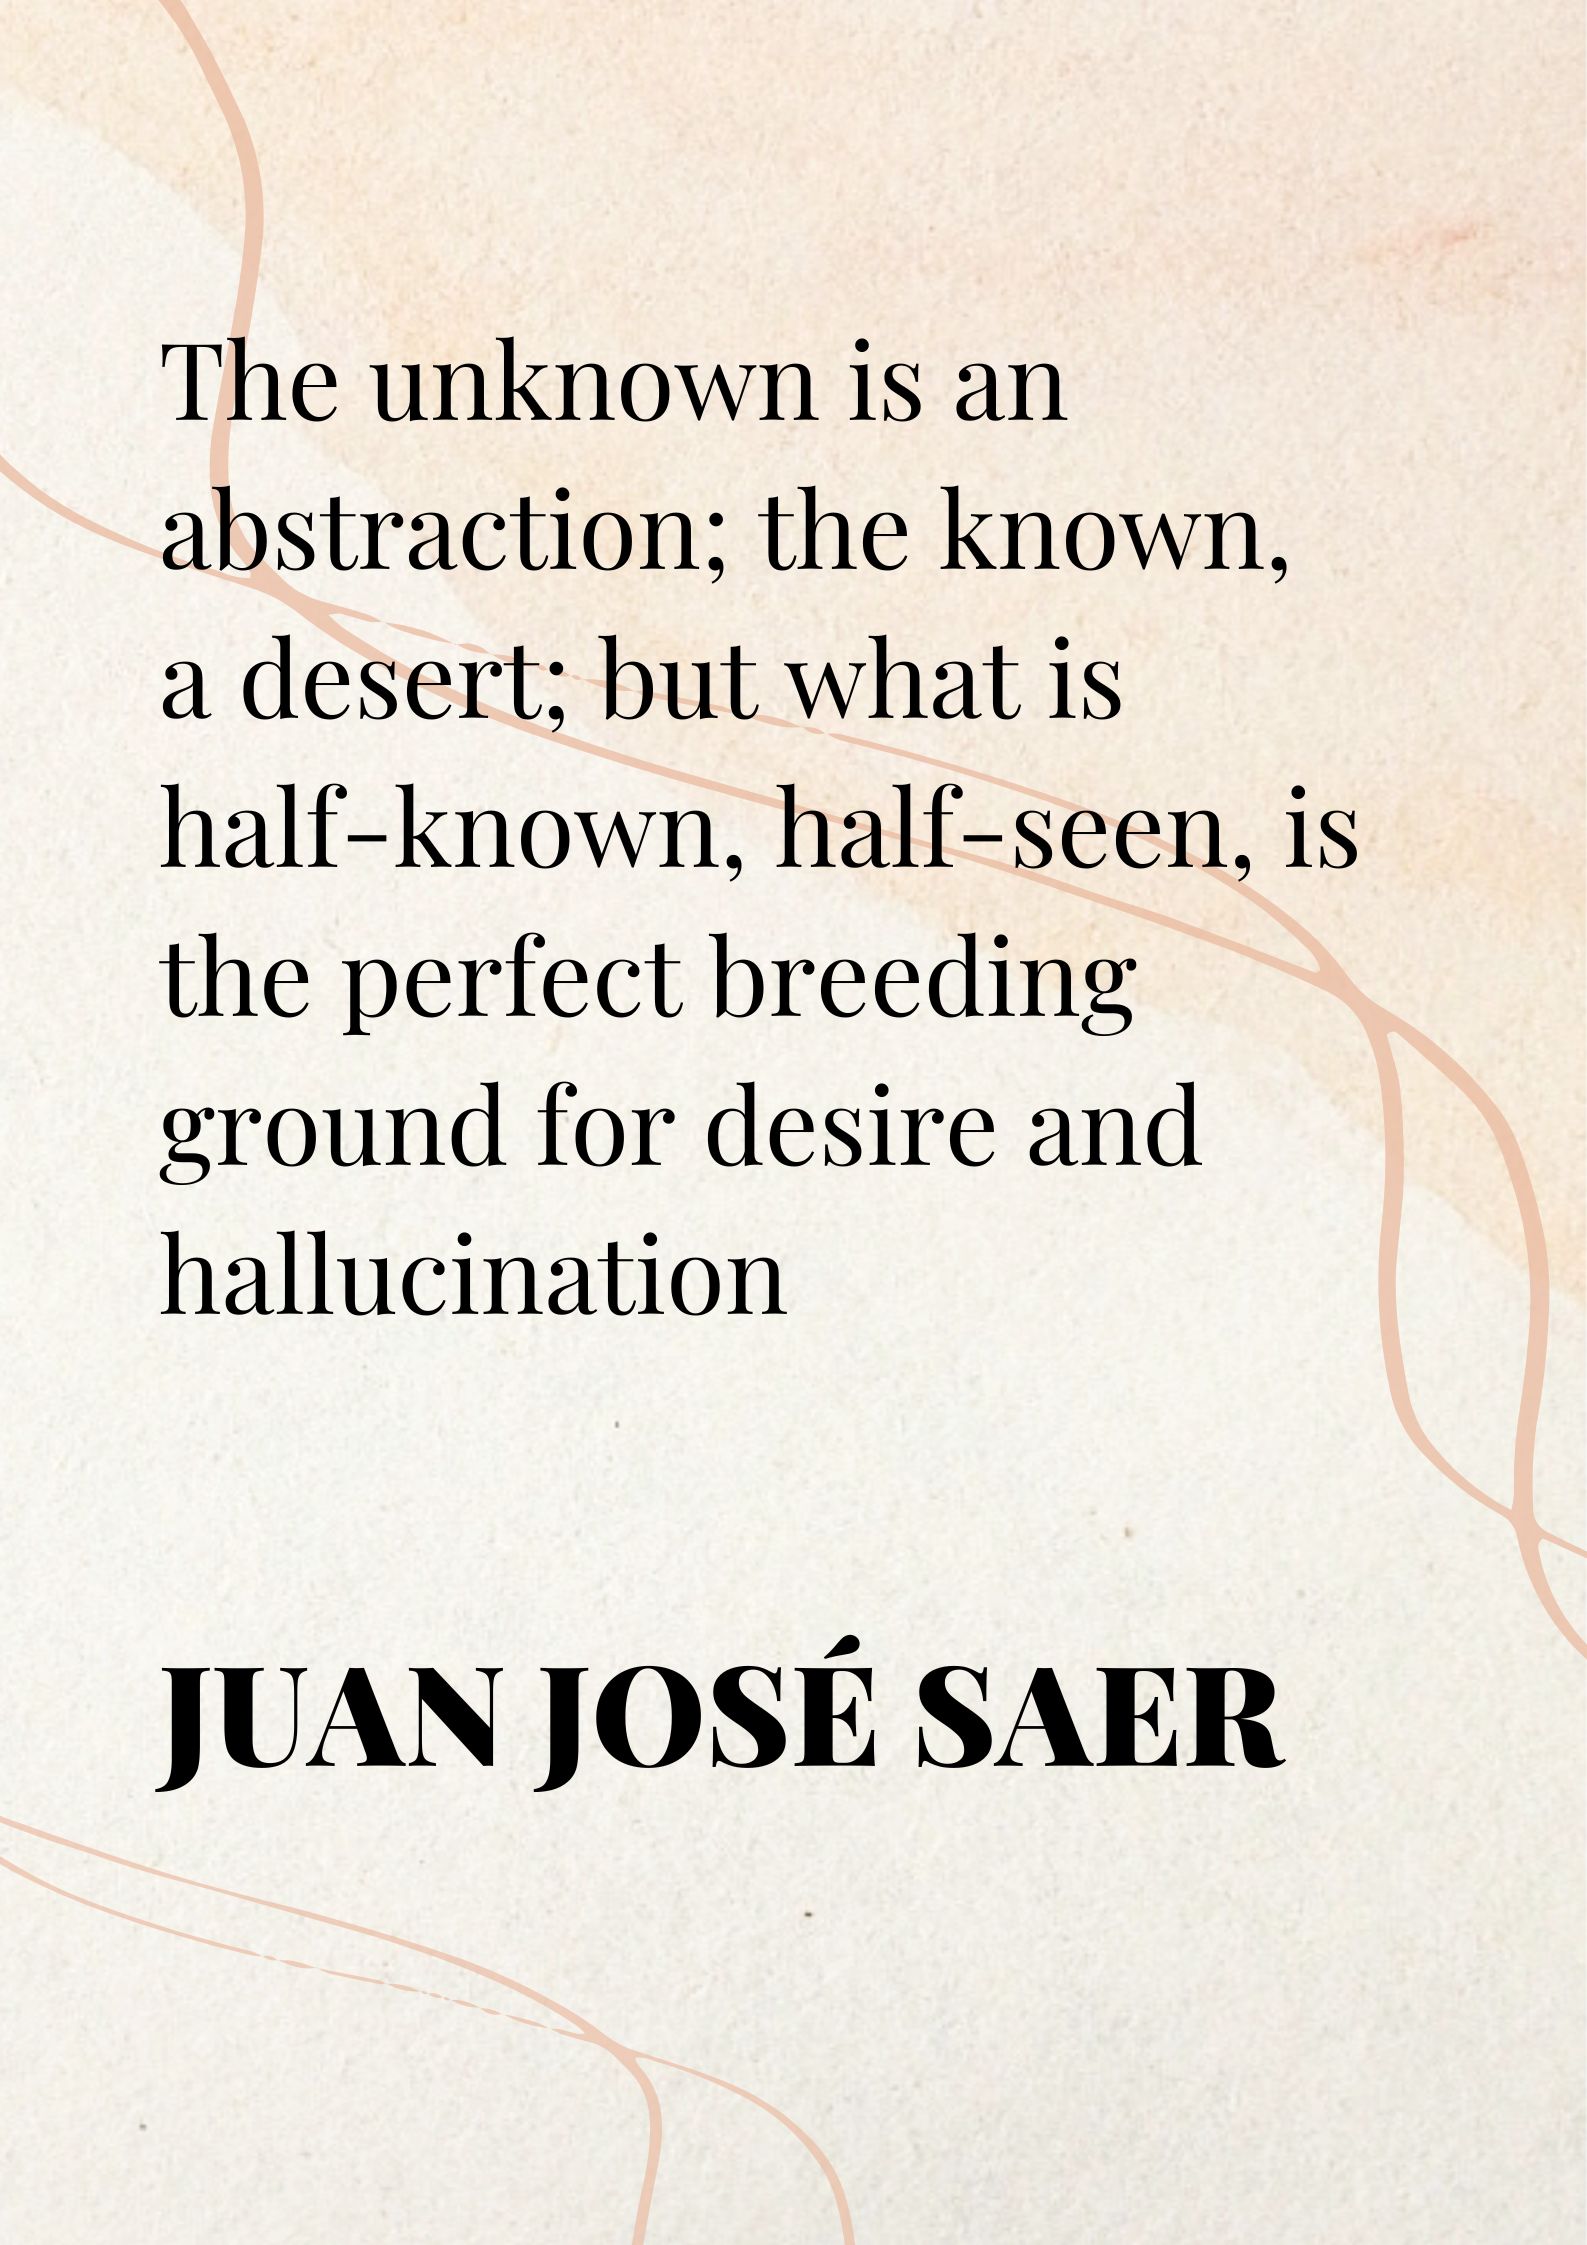 The unknown is an
abstraction; the known,
a desert; but what is
half-known, half-seen, is
the perfect breeding
ground for desire and
hallucination
JUAN JOSÉ SAER